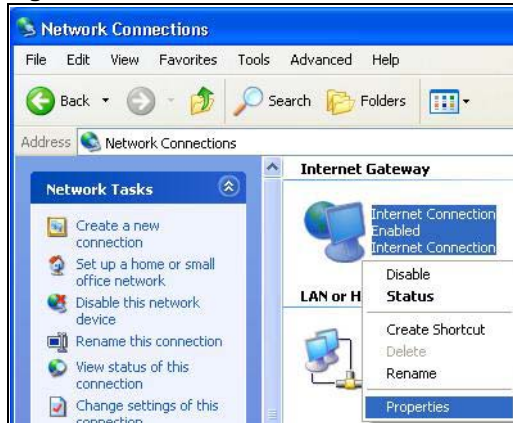 Network Connections
File Edit View Favorites Tools Advanced Help
Back Search Folders
Address Network Connections
Network Tasks
Create a new
connection
Set up a home or small
office network
Disable this network
device
Rename this connection
View status of this
connection
Change settings of this
connection
Internet Gateway
Internet Connection
Enabled
Internet Connection
LAN or H
Disable
Status
Create Shortcut
Delete
Rename
Properties